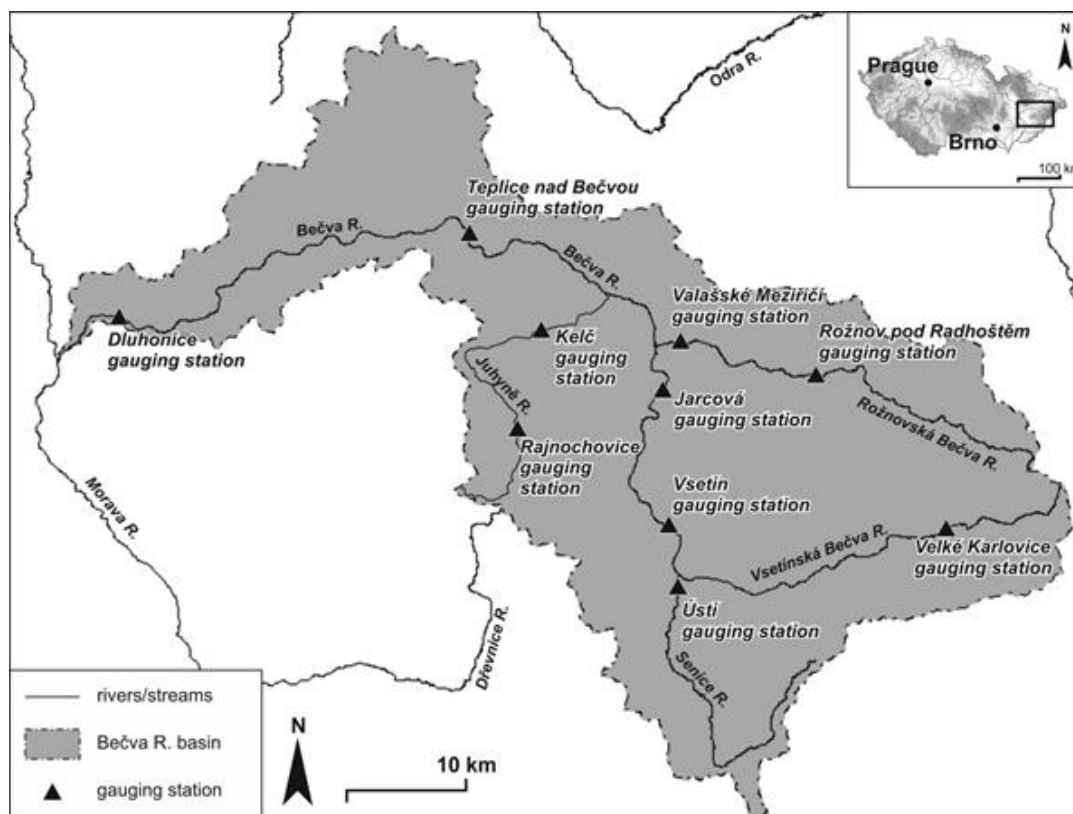 Odra R.
N
Prague
Brno
100 km
Teplice nad Bečvou
gauging station
Bečva R.
Bečva R.
Valašské Meziříčí
gauging station
Rožnov pod Radhoštěm
gauging station
Dluhonice
gauging station
Kelč
gauging
station
Juhyně R.
Jarcová
gauging station
Rožnovská Bečva R.
Rajnochovice
gauging
station
Morava R.
Vsetín
gauging station
Vsetínská Bečva R.
Velké Karlovice
gauging station
Ústí
gauging station
Senice R.
Dřevnice R.
rivers/streams
Bečva R. basin
gauging station
N
10 km